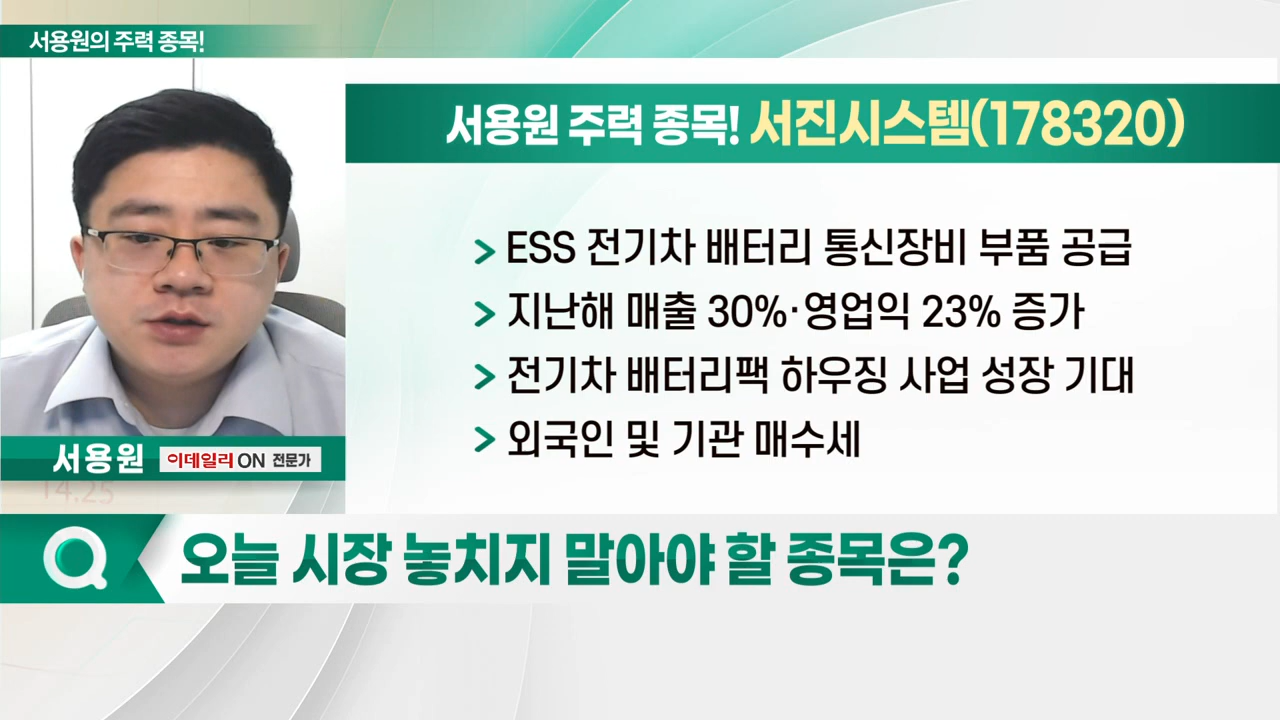 서용원의 주력 종목!
서용원 주력 종목! 서진시스템(178320)
> ESS 전기차 배터리 통신장비 부품 공급
> 지난해 매출 30%·영업익 23% 증가
> 전기차 배터리팩 하우징 사업 성장 기대
> 외국인 및 기관 매수세
서용원 이데일리 ON 전문가
14.25
Q 오늘 시장 놓치지 말아야 할 종목은?